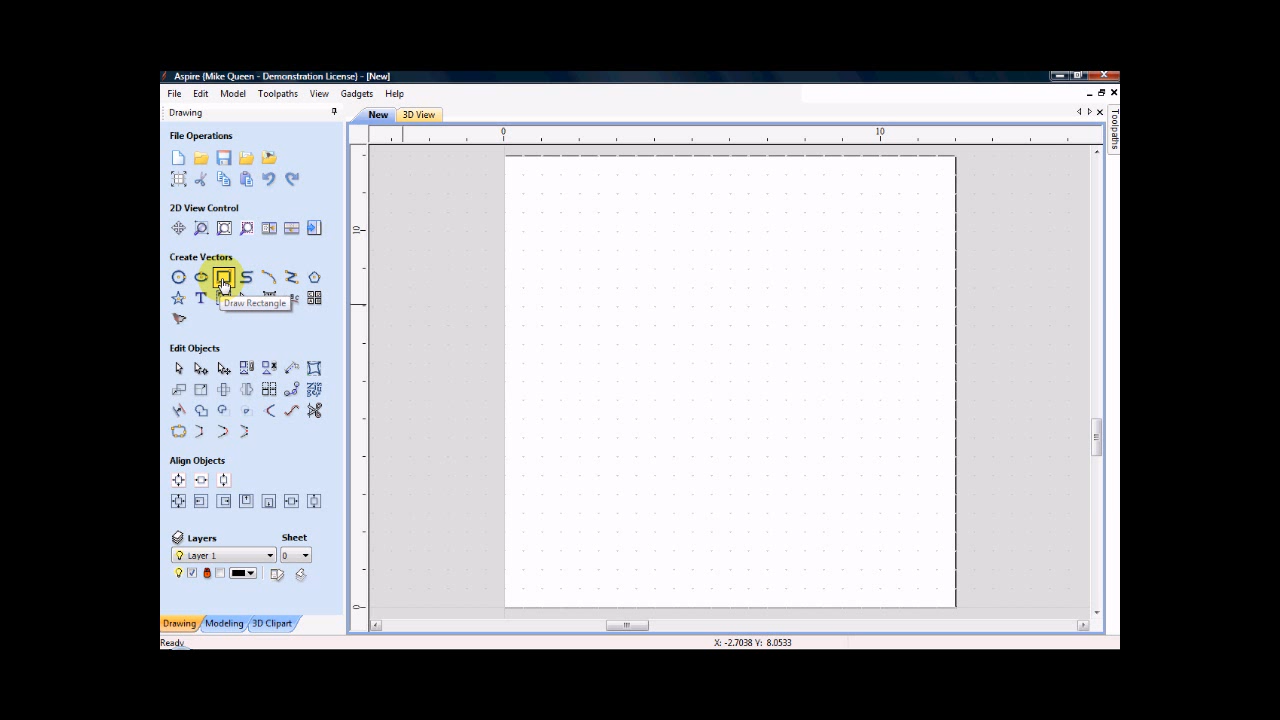 Aspire (Mike Queen - Demonstration License) - [New]
File Edit Model Toolpaths View Gadgets Help
Drawing
New 3D View
Toolpaths
File Operations
0 10
2D View Control
10
Create Vectors
Draw Rectangle
Edit Objects
Align Objects
Layers Sheet
Layer 1 0
0
Drawing Modeling 3D Clipart
Ready X: -2.7038 Y: 8.0533